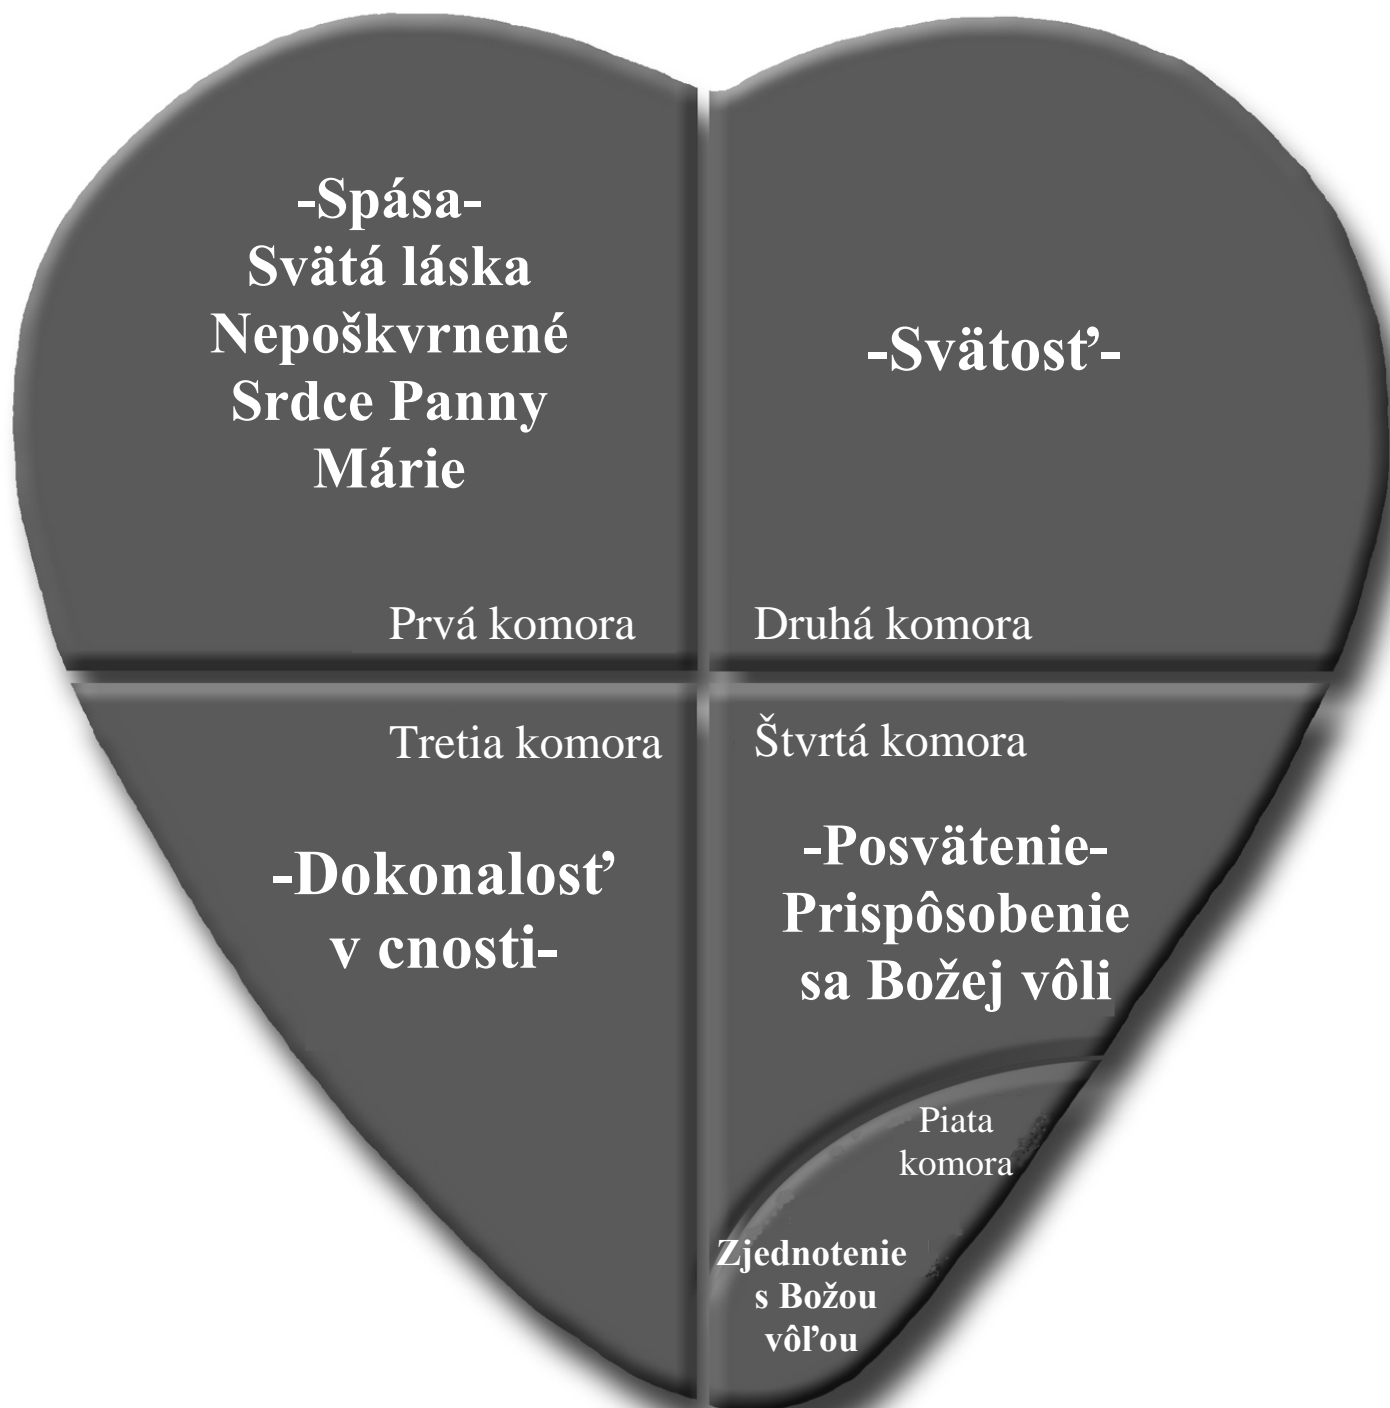 -Spása-
Svätá láska
Nepoškvrnené
Srdce Panny
Márie
Prvá komora
-Svätosť-
Druhá komora
Tretia komora
-Dokonalosť
v cnosti-
Štvrtá komora
-Posvätenie-
Prispôsobenie
sa Božej vôli
Piata
komora
Zjednotenie
s Božou
vôľou